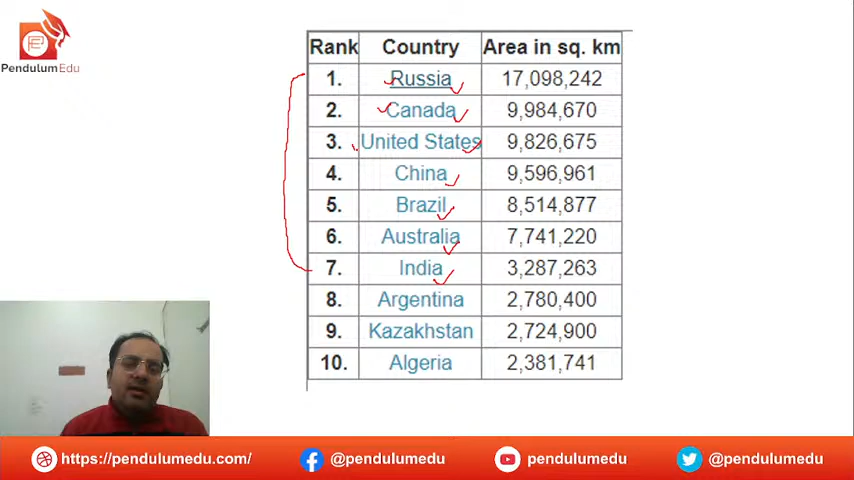 PendulumEdu
Rank Country Area in sq. km
1. Russia 17,098,242
2. Canada 9,984,670
3. United States 9,826,675
4. China 9,596,961
5. Brazil 8,514,877
6. Australia 7,741,220
7. India 3,287,263
8. Argentina 2,780,400
9. Kazakhstan 2,724,900
10. Algeria 2,381,741
https://pendulumedu.com/ @pendulumedu pendulumedu @pendulumedu